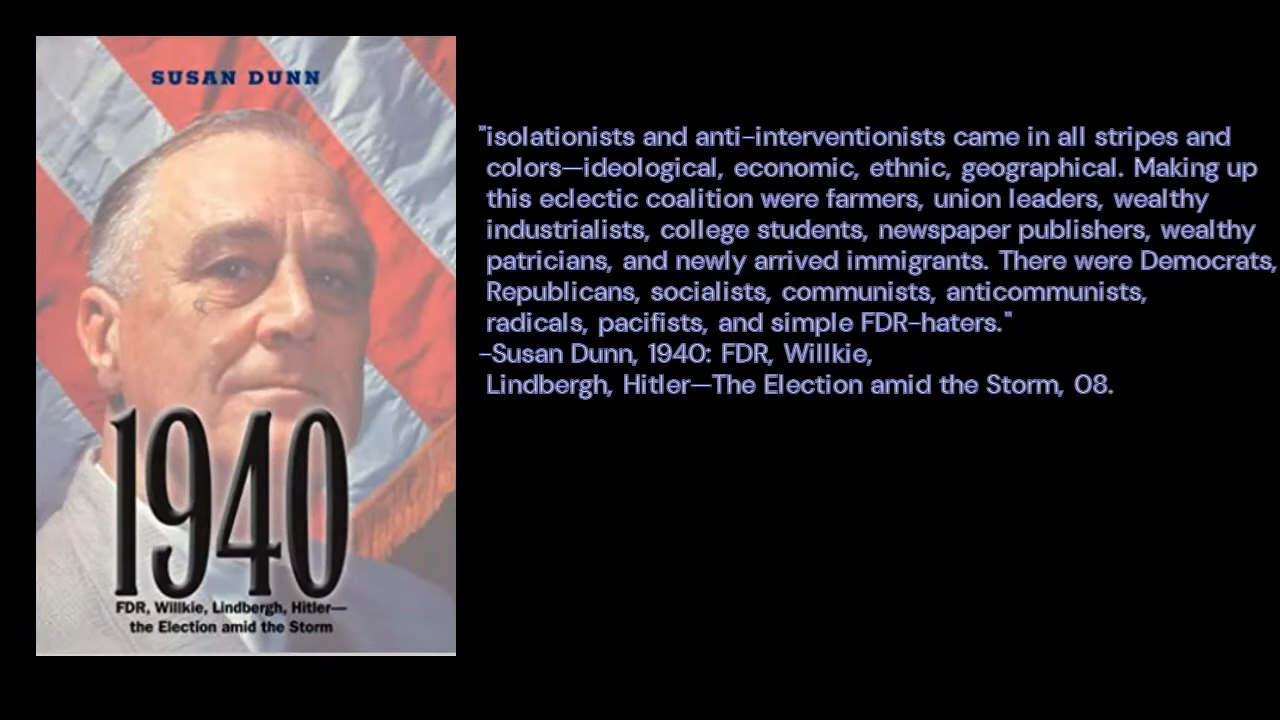 SUSAN DUNN
1940
FDR, Willkie, Lindbergh, Hitler—
the Election amid the Storm
"isolationists and anti-interventionists came in all stripes and
colors—ideological, economic, ethnic, geographical. Making up
this eclectic coalition were farmers, union leaders, wealthy
industrialists, college students, newspaper publishers, wealthy
patricians, and newly arrived immigrants. There were Democrats,
Republicans, socialists, communists, anticommunists,
radicals, pacifists, and simple FDR-haters."
-Susan Dunn, 1940: FDR, Willkie,
Lindbergh, Hitler—The Election amid the Storm, 08.